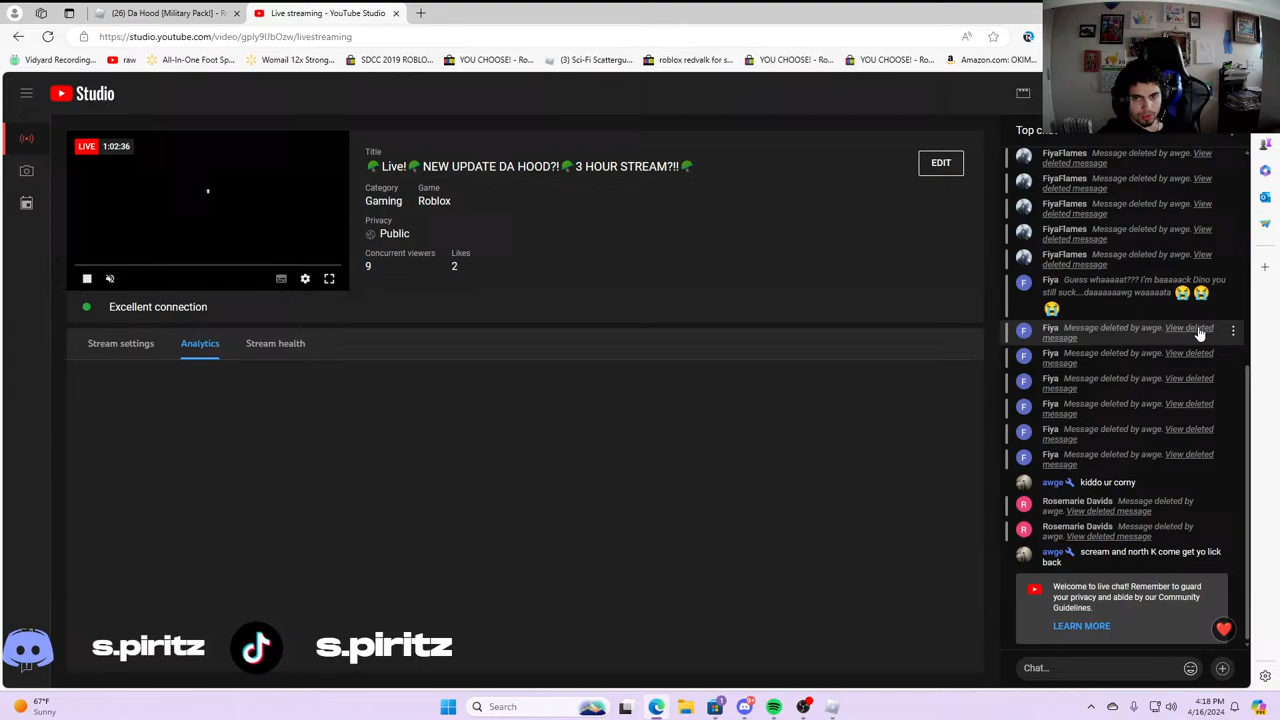 (26) Da Hood [Military Pack!] - R
Live streaming - YouTube Studio
https://studio.youtube.com/video/gply9IJbOzw/livestreaming
Vidyard Recording... raw All-In-One Foot Sp... Womail 12x Strong... SDCC 2019 ROBLO... YOU CHOOSE! - Ro... (3) Sci-Fi Scattergu... roblox redvalk for s... YOU CHOOSE! - Ro... YOU CHOOSE! - Ro... Amazon.com: OKIM...
Studio
LIVE 1:02:36
Title
🪂Live!🪂 NEW UPDATE DA HOOD?!🪂 3 HOUR STREAM?!!🪂
EDIT
Category Game
Gaming Roblox
Privacy
Public
Concurrent viewers Likes
9 2
Excellent connection
Stream settings Analytics Stream health
Top c
FiyaFlames Message deleted by awge. View
deleted message
FiyaFlames Message deleted by awge. View
deleted message
FiyaFlames Message deleted by awge. View
deleted message
FiyaFlames Message deleted by awge. View
deleted message
FiyaFlames Message deleted by awge. View
deleted message
F Fiya Guess whaaaaat??? I'm baaaaack Dino you
still suck....daaaaaaawg waaaaata 😭😭
😭
F Fiya Message deleted by awge. View deleted
message
F Fiya Message deleted by awge. View deleted
message
F Fiya Message deleted by awge. View deleted
message
F Fiya Message deleted by awge. View deleted
message
F Fiya Message deleted by awge. View deleted
message
F Fiya Message deleted by awge. View deleted
message
awge kiddo ur corny
R Rosemarie Davids Message deleted by
awge. View deleted message
R Rosemarie Davids Message deleted by
awge. View deleted message
awge scream and north K come get yo lick
back
Welcome to live chat! Remember to guard
your privacy and abide by our Community
Guidelines.
LEARN MORE
Chat...
s.piritz s.piritz
67°F
Sunny
Search
4:18 PM
4/16/2024